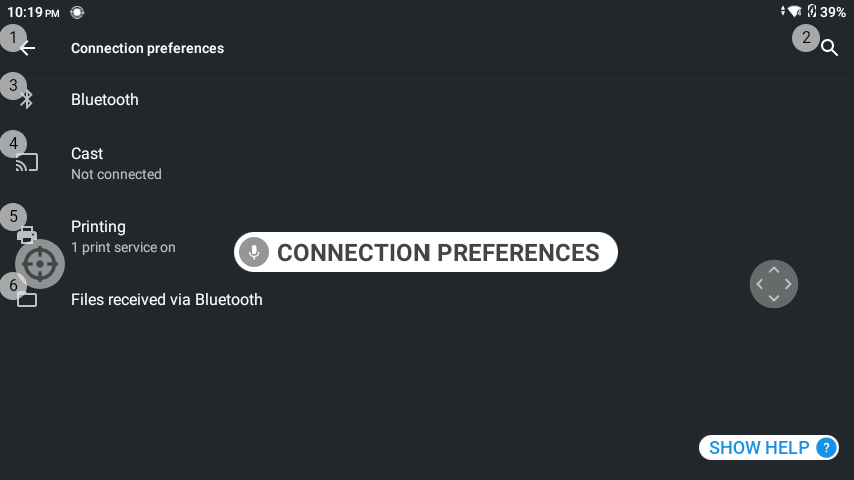 10:19 PM
39%
1
Connection preferences
2
3
Bluetooth
4
Cast
Not connected
5
Printing
1 print service on
CONNECTION PREFERENCES
6
Files received via Bluetooth
SHOW HELP ?